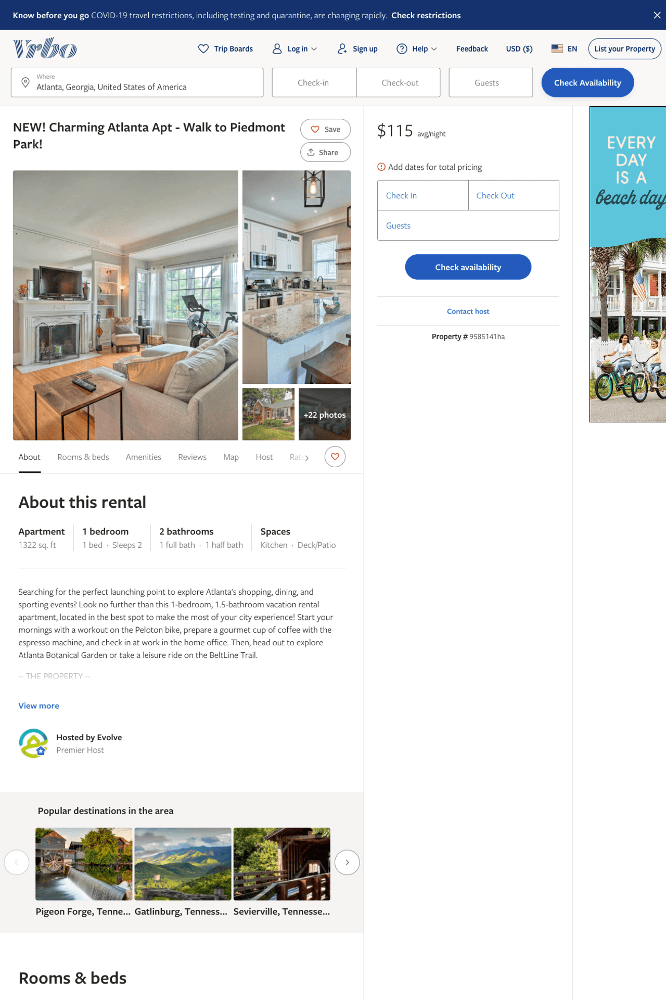 Know before you go COVID-19 travel restrictions, including testing and quarantine, are changing rapidly. Check restrictions
Vrbo
Trip Boards
Log in
Sign up
Help
Feedback
USD ($)
EN
List your Property
Where
Atlanta, Georgia, United States of America
Check-in
Check-out
Guests
Check Availability
NEW! Charming Atlanta Apt - Walk to Piedmont
Park!
Save
Share
+22 photos
$115 avg/night
Add dates for total pricing
Check In
Check Out
Guests
Check availability
Contact host
Property # 9585141ha
EVERY
DAY
IS A
beach day
About
Rooms & beds
Amenities
Reviews
Map
Host
About this rental
Apartment
1322 sq. ft
1 bedroom
1 bed · Sleeps 2
2 bathrooms
1 full bath · 1 half bath
Spaces
Kitchen · Deck/Patio
Searching for the perfect launching point to explore Atlanta's shopping, dining, and
sporting events? Look no further than this 1-bedroom, 1.5-bathroom vacation rental
apartment, located in the best spot to make the most of your city experience! Start your
mornings with a workout on the Peloton bike, prepare a gourmet cup of coffee with the
espresso machine, and check in at work in the home office. Then, head out to explore
Atlanta Botanical Garden or take a leisure ride on the BeltLine Trail.
-- THE PROPERTY --
View more
Hosted by Evolve
Premier Host
Popular destinations in the area
Pigeon Forge, Tenne...
Gatlinburg, Tenness...
Sevierville, Tennesse...
Rooms & beds